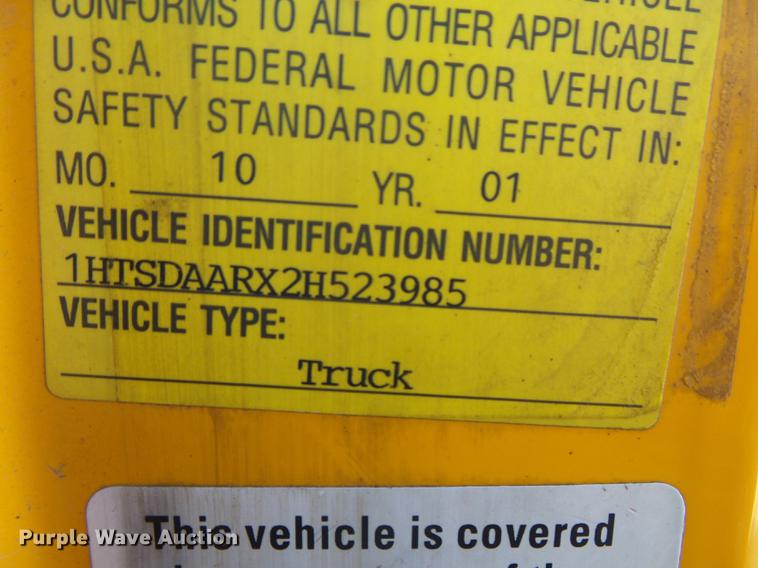 VEHICLE
CONFORMS TO ALL OTHER APPLICABLE
U.S.A. FEDERAL MOTOR VEHICLE
SAFETY STANDARDS IN EFFECT IN:
MO. 10 YR. 01
VEHICLE IDENTIFICATION NUMBER:
1HTSDAARX2H523985
VEHICLE TYPE:
Truck
This vehicle is covered
Purple Wave Auction